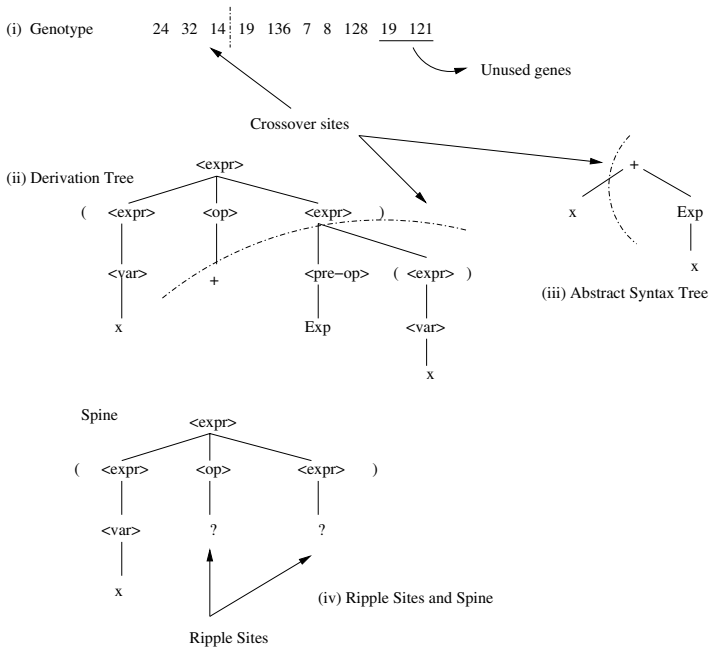 (i) Genotype 24 32 14 19 136 7 8 128 19 121
Unused genes
Crossover sites
(ii) Derivation Tree
<expr>
( <expr> <op> <expr> )
<var> + <pre−op> ( <expr> )
x Exp <var>
x
+
x Exp
x
(iii) Abstract Syntax Tree
Spine
<expr>
( <expr> <op> <expr> )
<var> ? ?
x
(iv) Ripple Sites and Spine
Ripple Sites